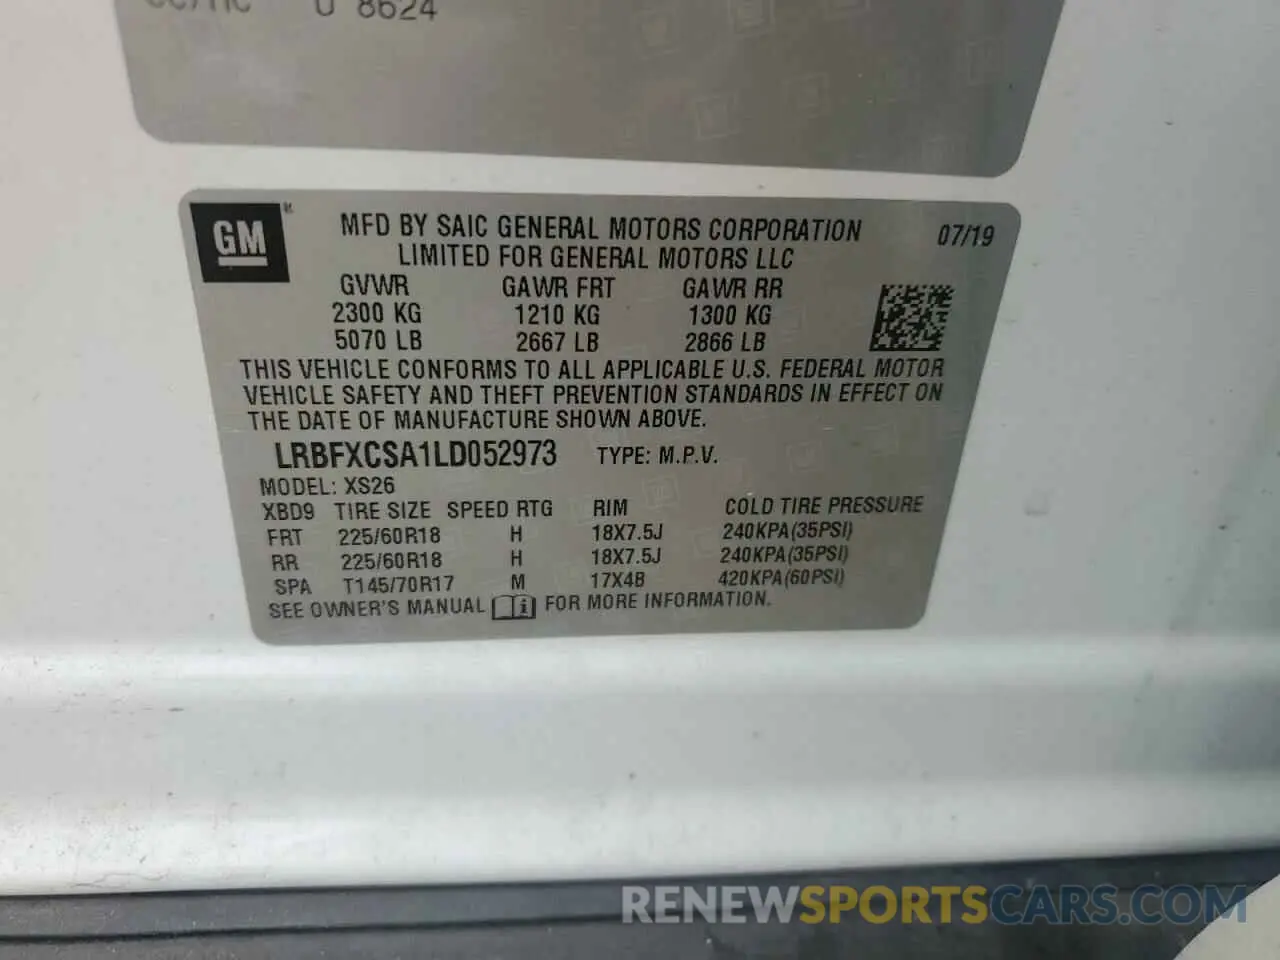 U 8624
GM
MFD BY SAIC GENERAL MOTORS CORPORATION 07/19
LIMITED FOR GENERAL MOTORS LLC
GVWR GAWR FRT GAWR RR
2300 KG 1210 KG 1300 KG
5070 LB 2667 LB 2866 LB
THIS VEHICLE CONFORMS TO ALL APPLICABLE U.S. FEDERAL MOTOR
VEHICLE SAFETY AND THEFT PREVENTION STANDARDS IN EFFECT ON
THE DATE OF MANUFACTURE SHOWN ABOVE.
LRBFXCSA1LD052973 TYPE: M.P.V.
MODEL: XS26
XBD9 TIRE SIZE SPEED RTG RIM COLD TIRE PRESSURE
FRT 225/60R18 H 18X7.5J 240KPA(35PSI)
RR 225/60R18 H 18X7.5J 240KPA(35PSI)
SPA T145/70R17 M 17X4B 420KPA(60PSI)
SEE OWNER'S MANUAL FOR MORE INFORMATION.
RENEWSPORTSCARS.COM